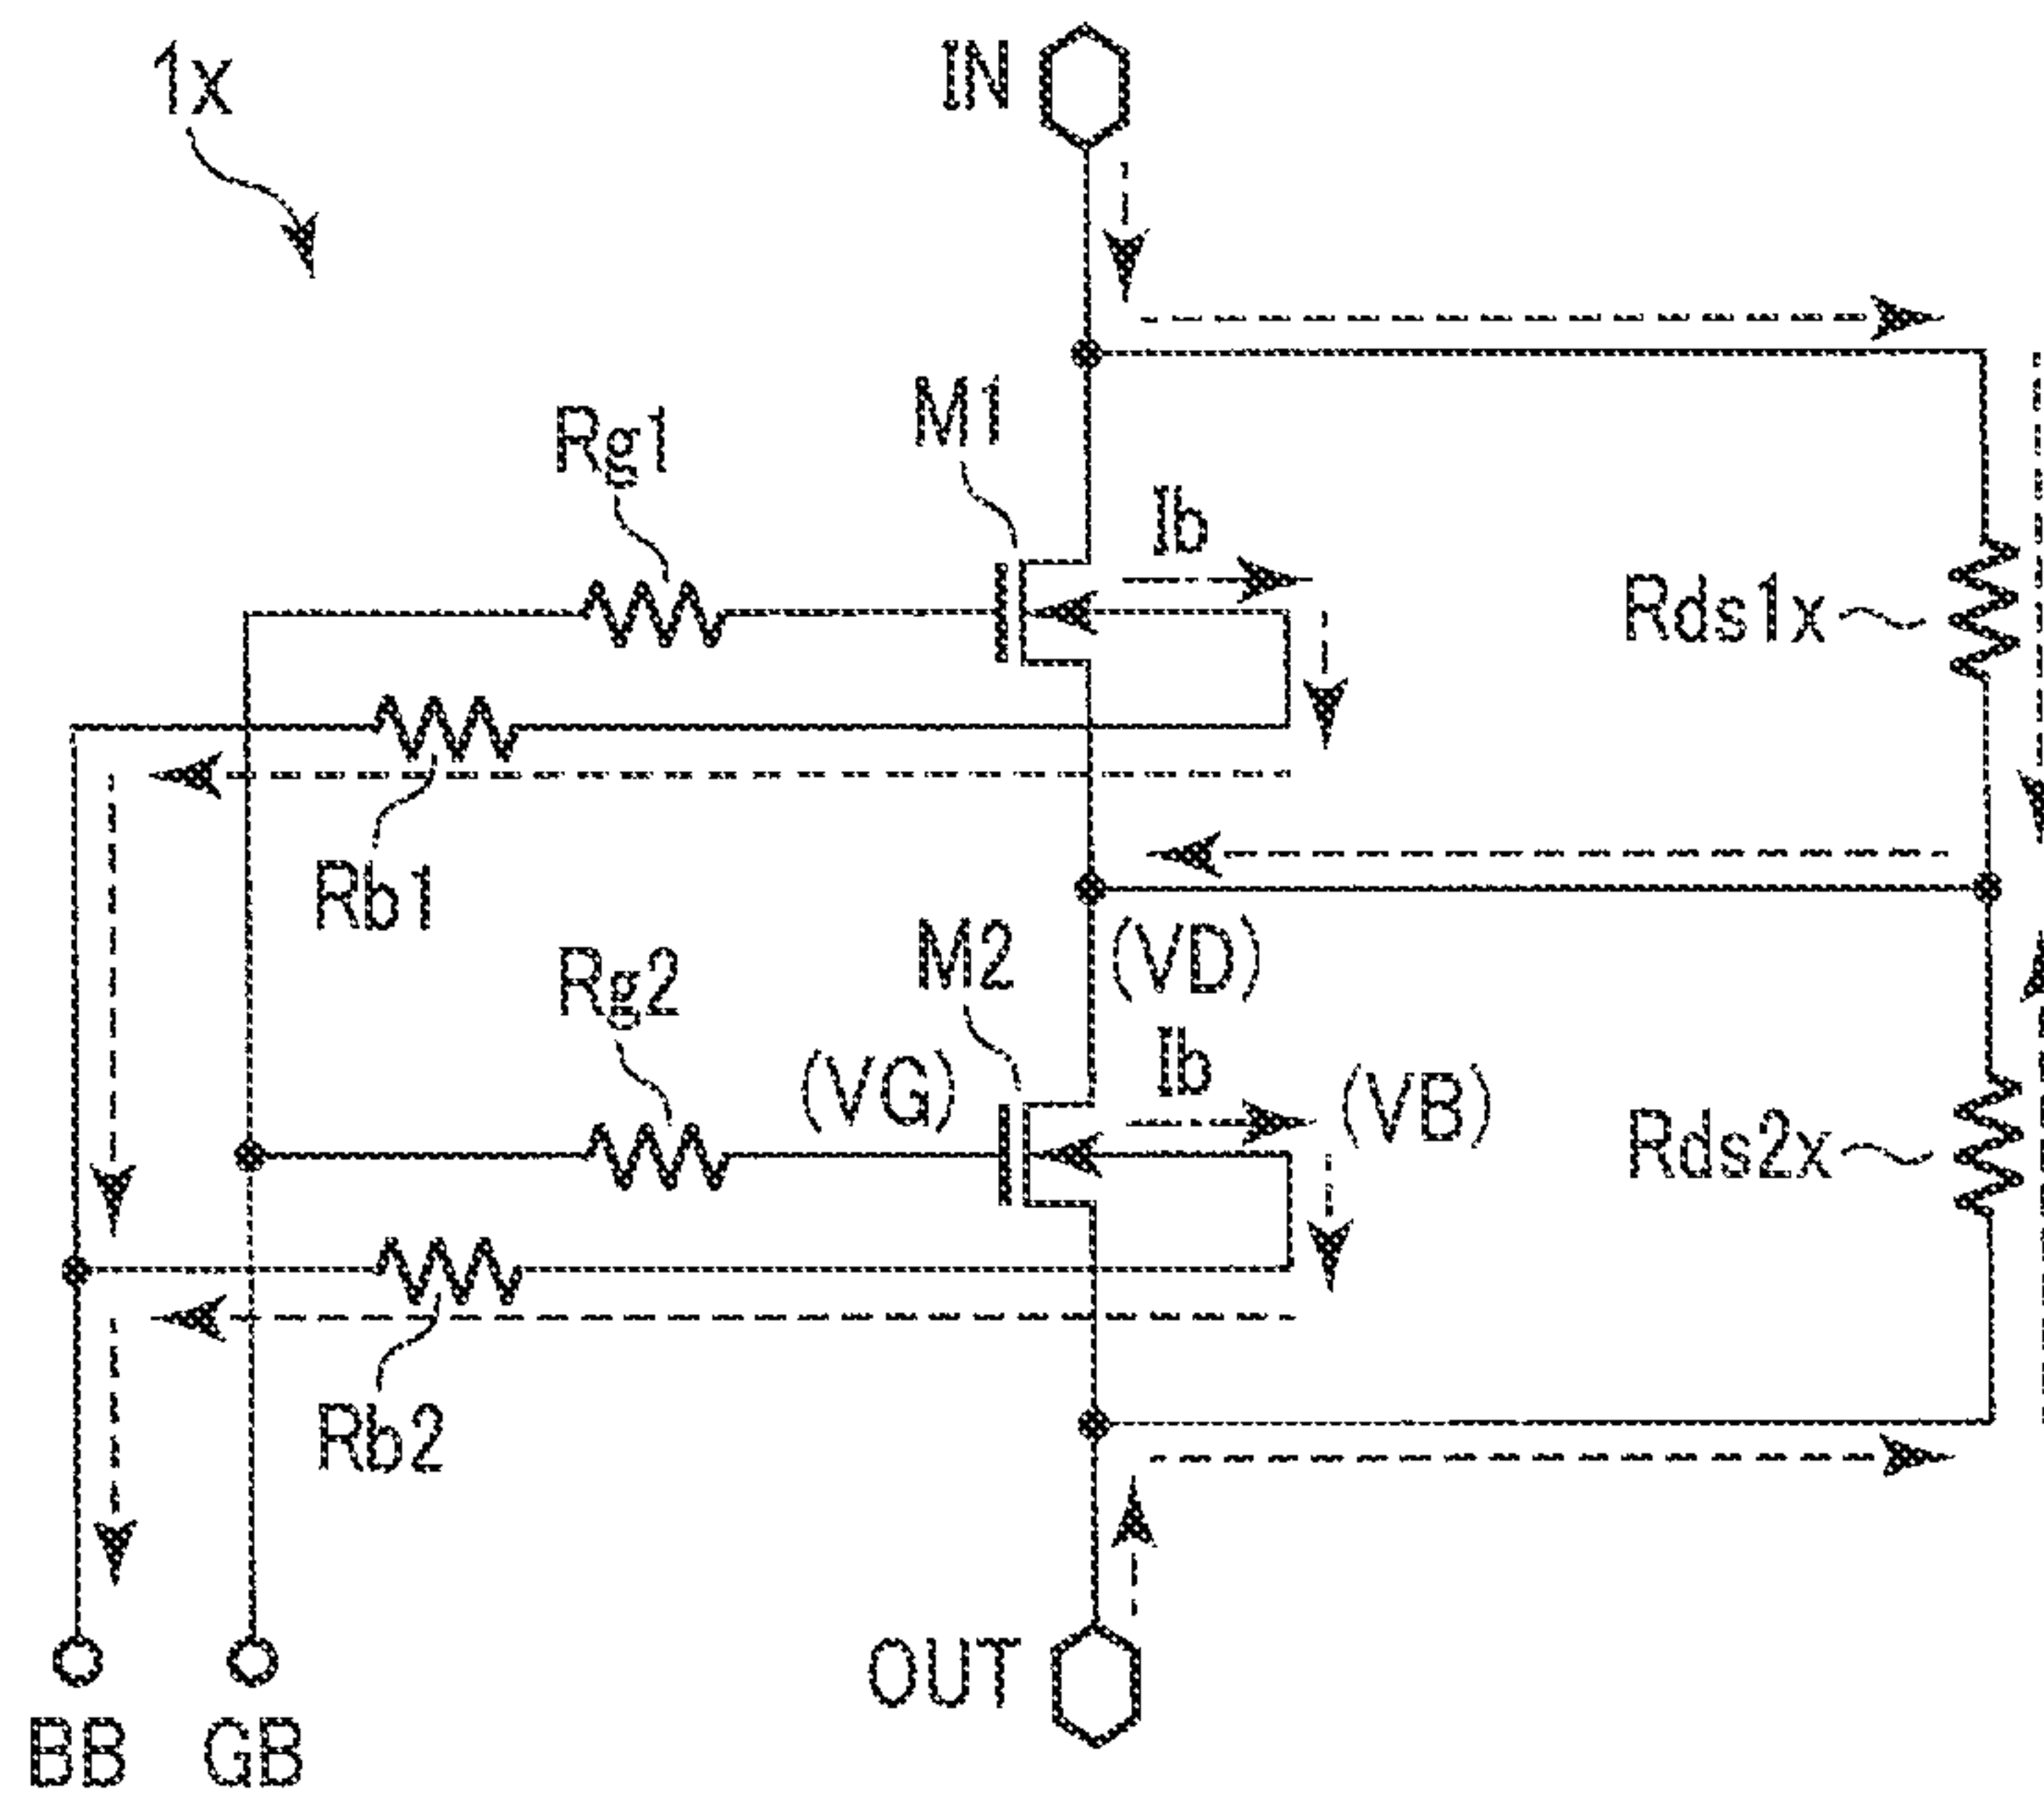 1x
IN
M1
Rg1
Ib
Rds1x
Rb1
M2
(VD)
Rg2
Ib
(VG)
(VB)
Rds2x
Rb2
OUT
BB
GB